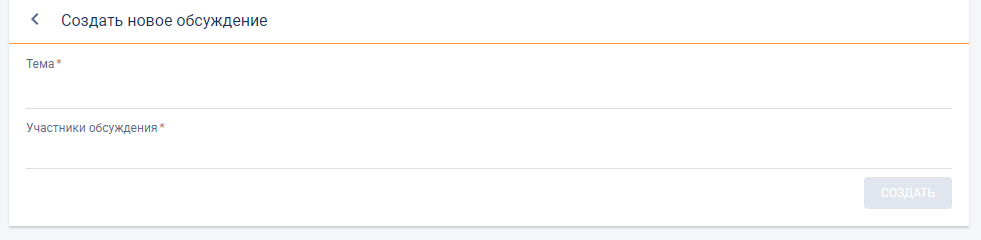 Создать новое обсуждение
Тема *
Участники обсуждения *
СОЗДАТЬ